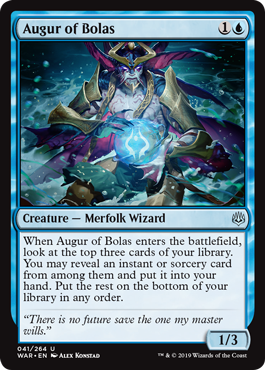 Augur of Bolas 1
Creature — Merfolk Wizard
When Augur of Bolas enters the battlefield,
look at the top three cards of your library.
You may reveal an instant or sorcery card
from among them and put it into your
hand. Put the rest on the bottom of your
library in any order.
"There is no future save the one my master
wills."
1/3
041/264 U
WAR • EN Alex Konstad
™ & © 2019 Wizards of the Coast